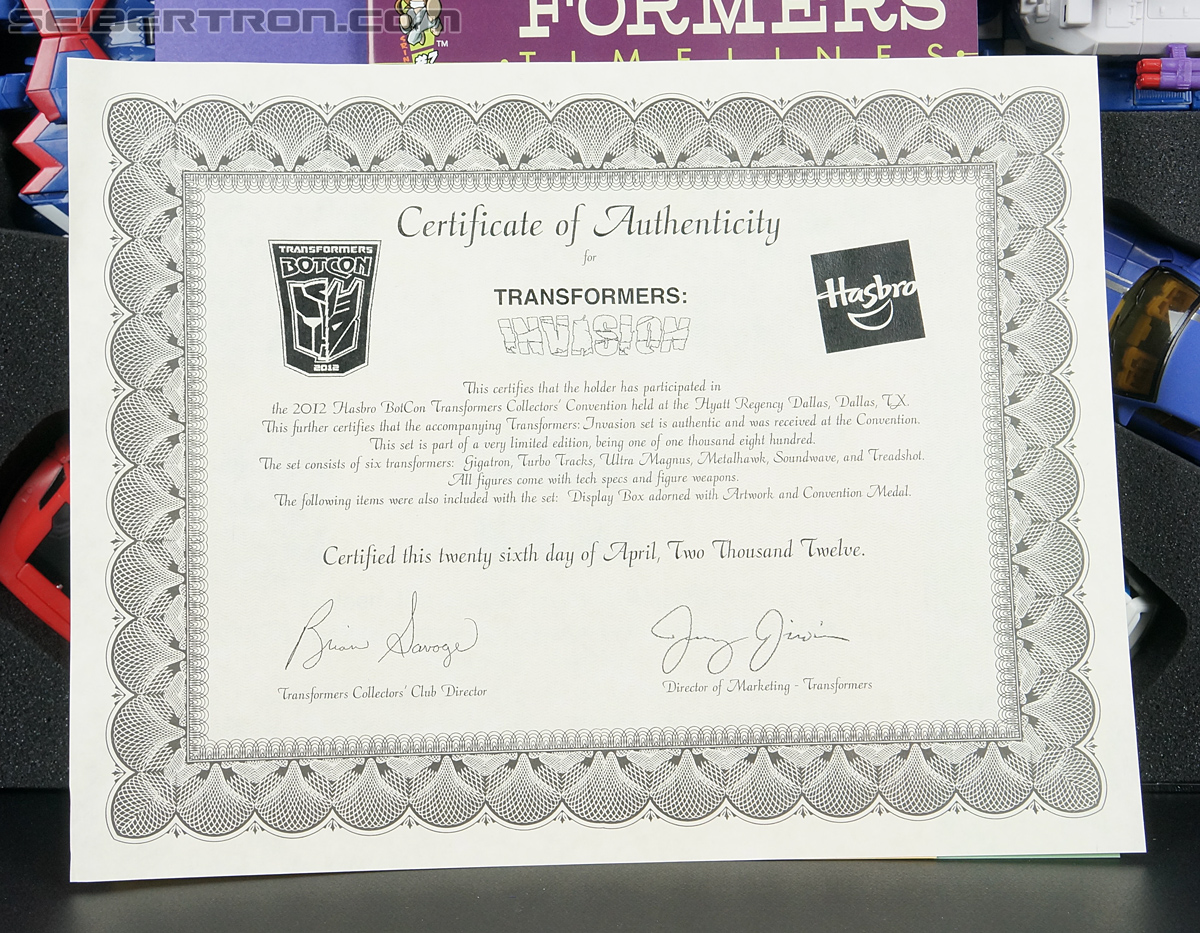 SEIBERTRON.com
FORMERS
TM
TIMELINES
Certificate of Authenticity
for
TRANSFORMERS
BOTCON
2012
TRANSFORMERS:
INVASION
Hasbro
This certifies that the holder has participated in
the 2012 Hasbro BotCon Transformers Collectors' Convention held at the Hyatt Regency Dallas, Dallas, TX.
This further certifies that the accompanying Transformers: Invasion set is authentic and was received at the Convention.
This set is part of a very limited edition, being one of one thousand eight hundred.
The set consists of six transformers: Gigatron, Turbo Tracks, Ultra Magnus, Metalhawk, Soundwave, and Treadshot.
All figures come with tech specs and figure weapons.
The following items were also included with the set: Display Box adorned with Artwork and Convention Medal.
Certified this twenty sixth day of April, Two Thousand Twelve.
Brian Savage
Transformers Collectors' Club Director
Director of Marketing - Transformers